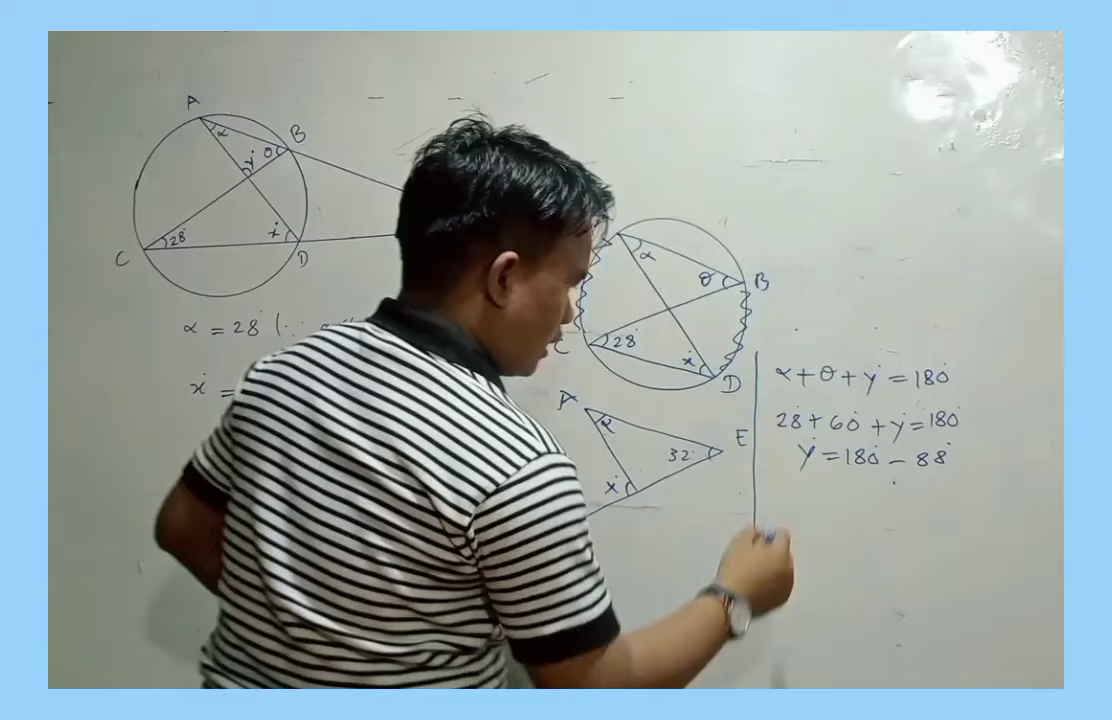 A
α
B
θ
y°
28°
x°
C
D
α = 28° (∵
x° =
α
θ
B
28°
x°
C
D
A
α
E
32°
x°
α + θ + y° = 180°
28° + 60° + y° = 180°
y° = 180° - 88°